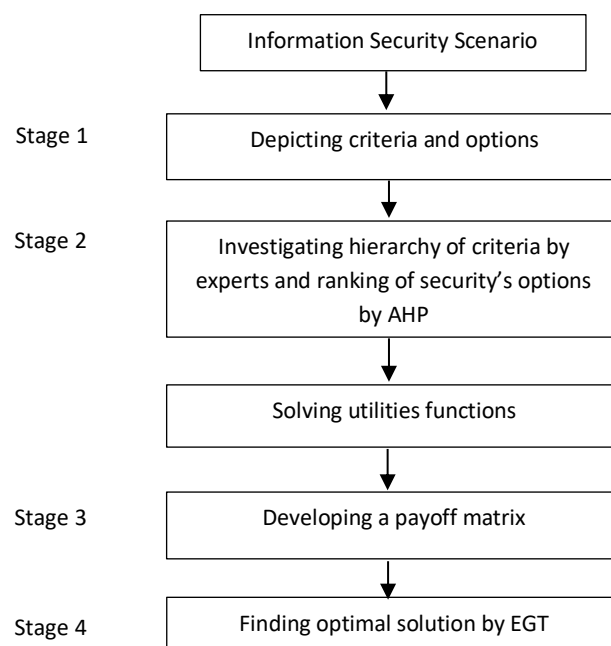 Information Security Scenario
Stage 1
Depicting criteria and options
Stage 2
Investigating hierarchy of criteria by
experts and ranking of security’s options
by AHP
Solving utilities functions
Stage 3
Developing a payoff matrix
Stage 4
Finding optimal solution by EGT